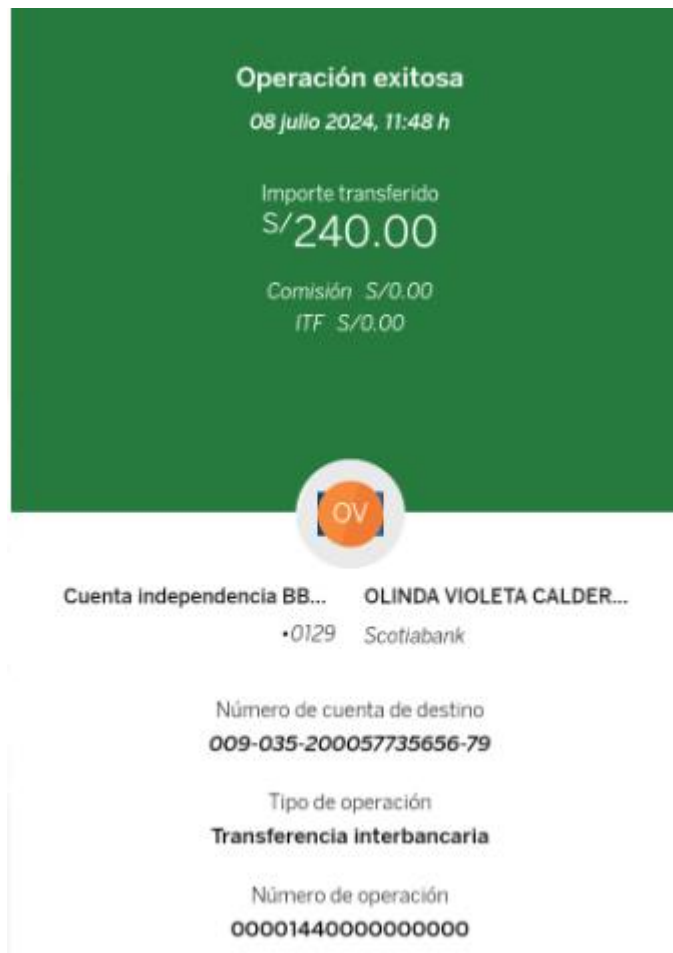 Operación exitosa
08 julio 2024, 11:48 h
Importe transferido
S/240.00
Comisión S/0.00
ITF S/0.00
OV
Cuenta independencia BB... OLINDA VIOLETA CALDER...
•0129 Scotiabank
Número de cuenta de destino
009-035-200057735656-79
Tipo de operación
Transferencia interbancaria
Número de operación
00001440000000000